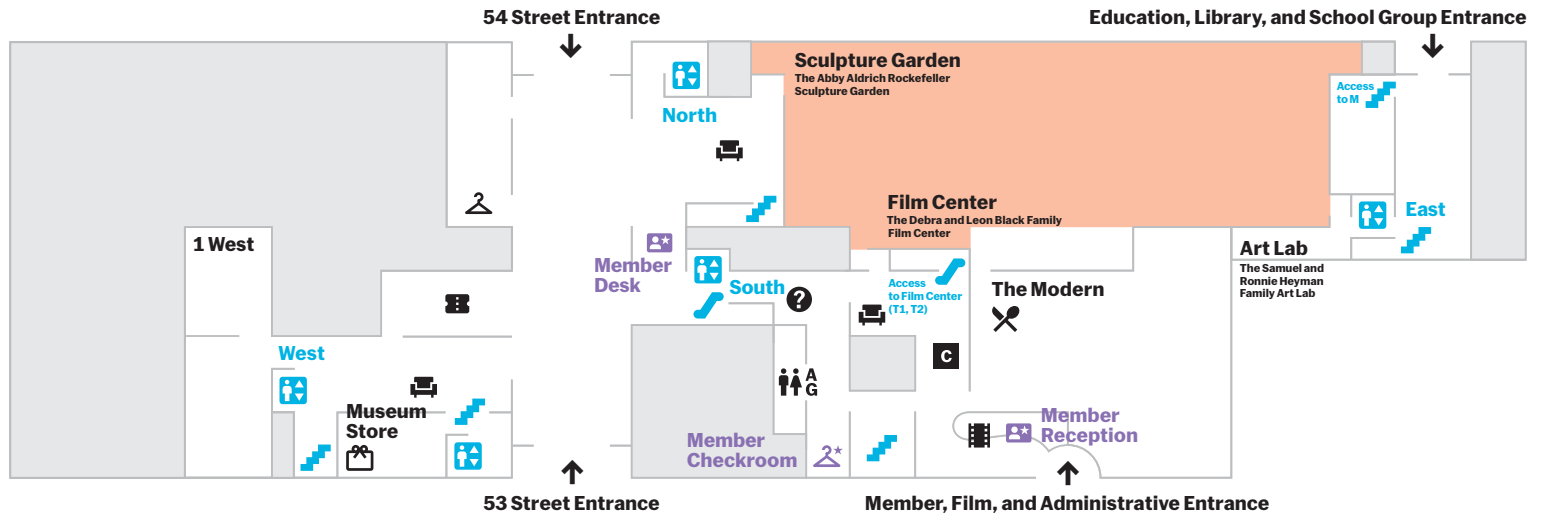 54 Street Entrance
Education, Library, and School Group Entrance
Sculpture Garden
The Abby Aldrich Rockefeller
Sculpture Garden
Access
to M
North
Film Center
The Debra and Leon Black Family
Film Center
East
1 West
Member
Desk
Art Lab
The Samuel and
Ronnie Heyman
Family Art Lab
South
?
Access
to Film Center
(T1, T2)
The Modern
West
C
A
G
Museum
Store
Member
Checkroom
Member
Reception
53 Street Entrance
Member, Film, and Administrative Entrance